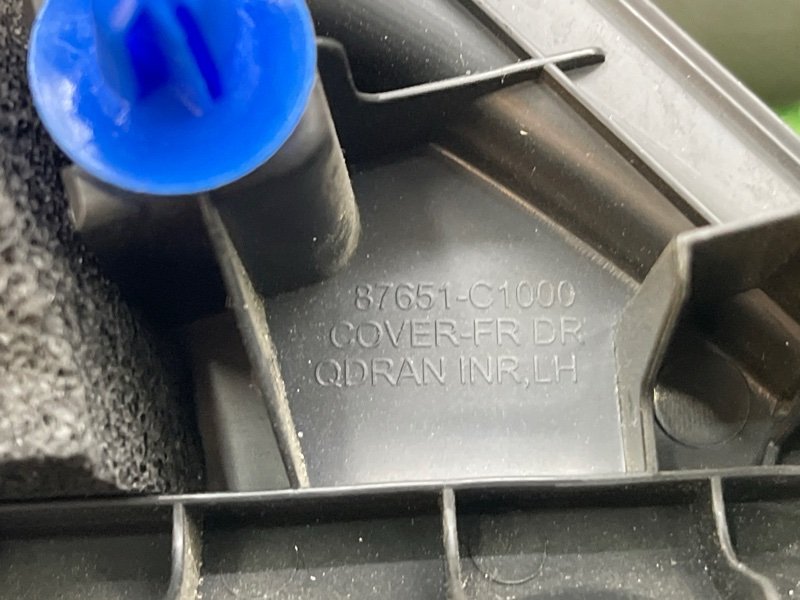 87651-C1000
COVER-FR DR
QDRAN INR,LH